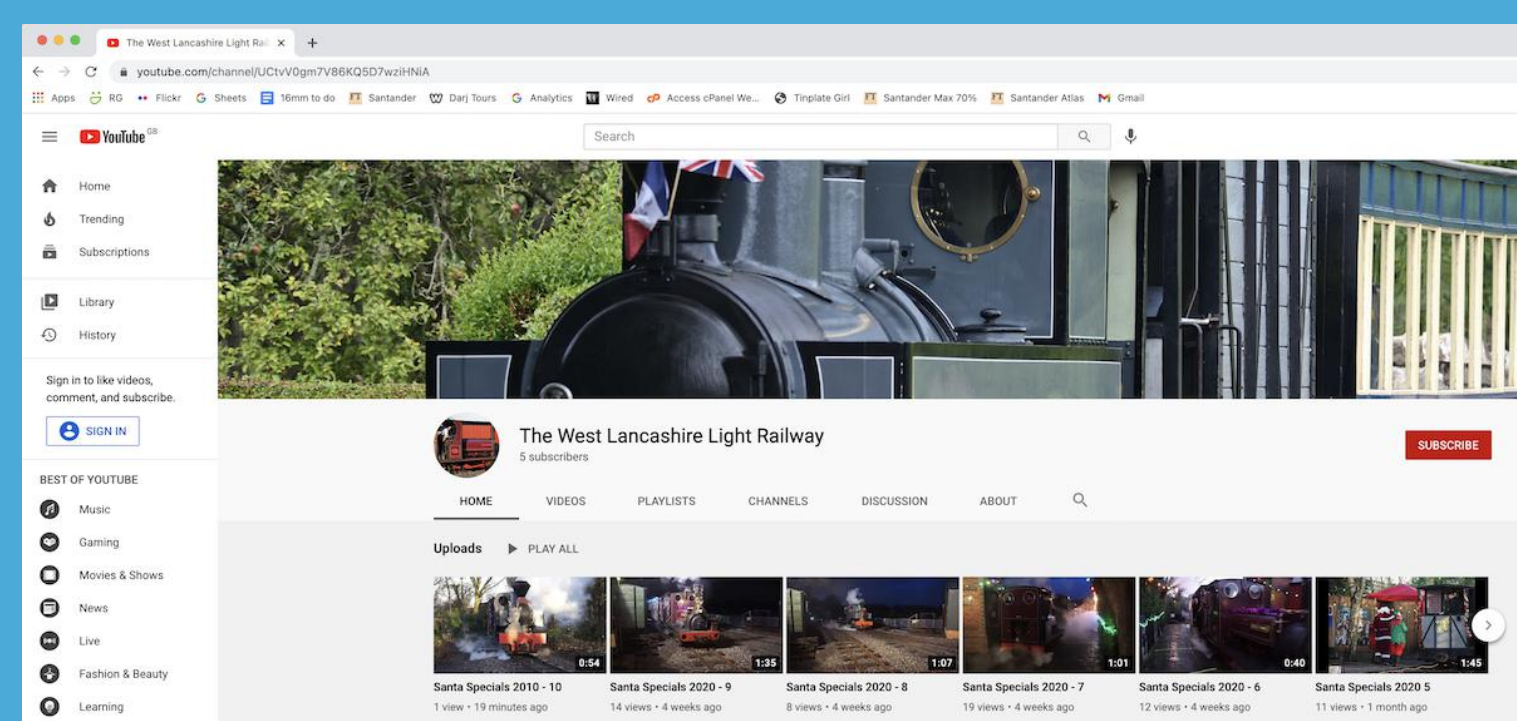 The West Lancashire Light Rai
youtube.com/channel/UCtvV0gm7V86KQ5D7wziHNiA
Apps RG Flickr Sheets 16mm to do Santander Darj Tours Analytics Wired Access cPanel We... Tinplate Girl Santander Max 70% Santander Atlas Gmail
YouTube GB Search
Home
Trending
Subscriptions
Library
History
Sign in to like videos,
comment, and subscribe.
SIGN IN
BEST OF YOUTUBE
Music
Gaming
Movies & Shows
News
Live
Fashion & Beauty
Learning
The West Lancashire Light Railway
5 subscribers
SUBSCRIBE
HOME VIDEOS PLAYLISTS CHANNELS DISCUSSION ABOUT
Uploads PLAY ALL
0:54 1:35 1:07 1:01 0:40 1:45
Santa Specials 2010 - 10 Santa Specials 2020 - 9 Santa Specials 2020 - 8 Santa Specials 2020 - 7 Santa Specials 2020 - 6 Santa Specials 2020 5
1 view • 19 minutes ago 14 views • 4 weeks ago 8 views • 4 weeks ago 19 views • 4 weeks ago 12 views • 4 weeks ago 11 views • 1 month ago